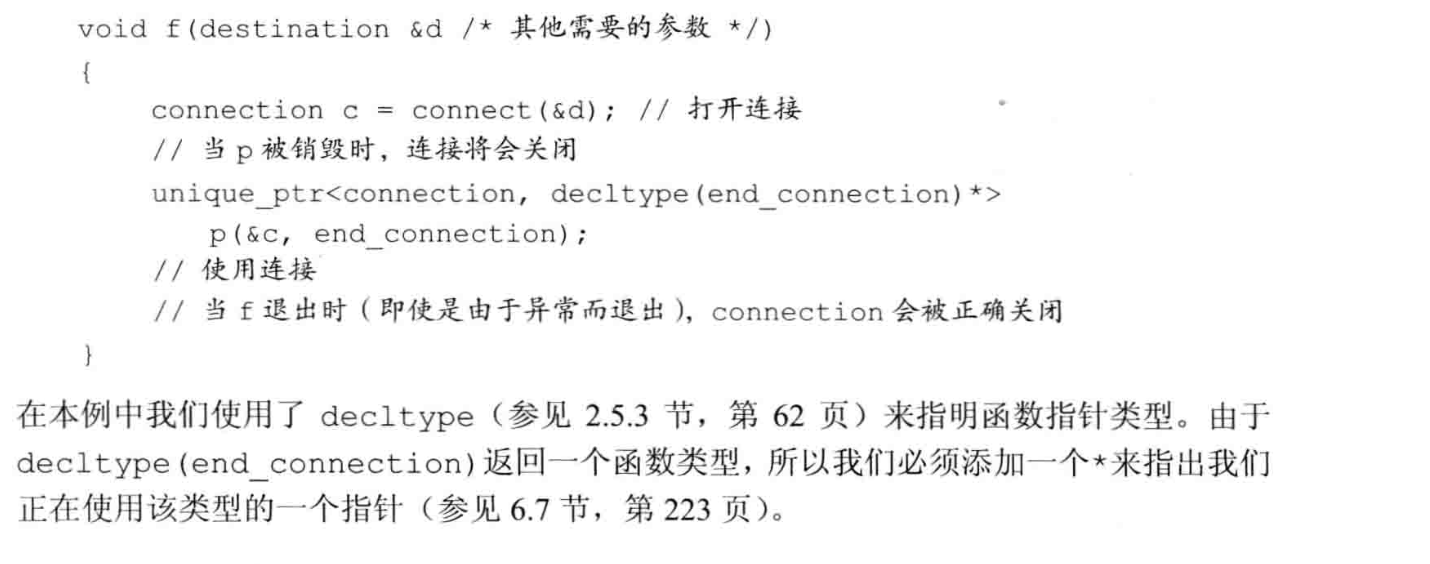 void f(destination &d /* 其他需要的参数 */)
{
connection c = connect(&d); // 打开连接
// 当 p 被销毁时，连接将会关闭
unique_ptr<connection, decltype(end_connection)*>
p(&c, end_connection);
// 使用连接
// 当 f 退出时（即使是由于异常而退出），connection 会被正确关闭
}
在本例中我们使用了 decltype（参见 2.5.3 节，第 62 页）来指明函数指针类型。由于
decltype(end_connection)返回一个函数类型，所以我们必须添加一个*来指出我们
正在使用该类型的一个指针（参见 6.7 节，第 223 页）。